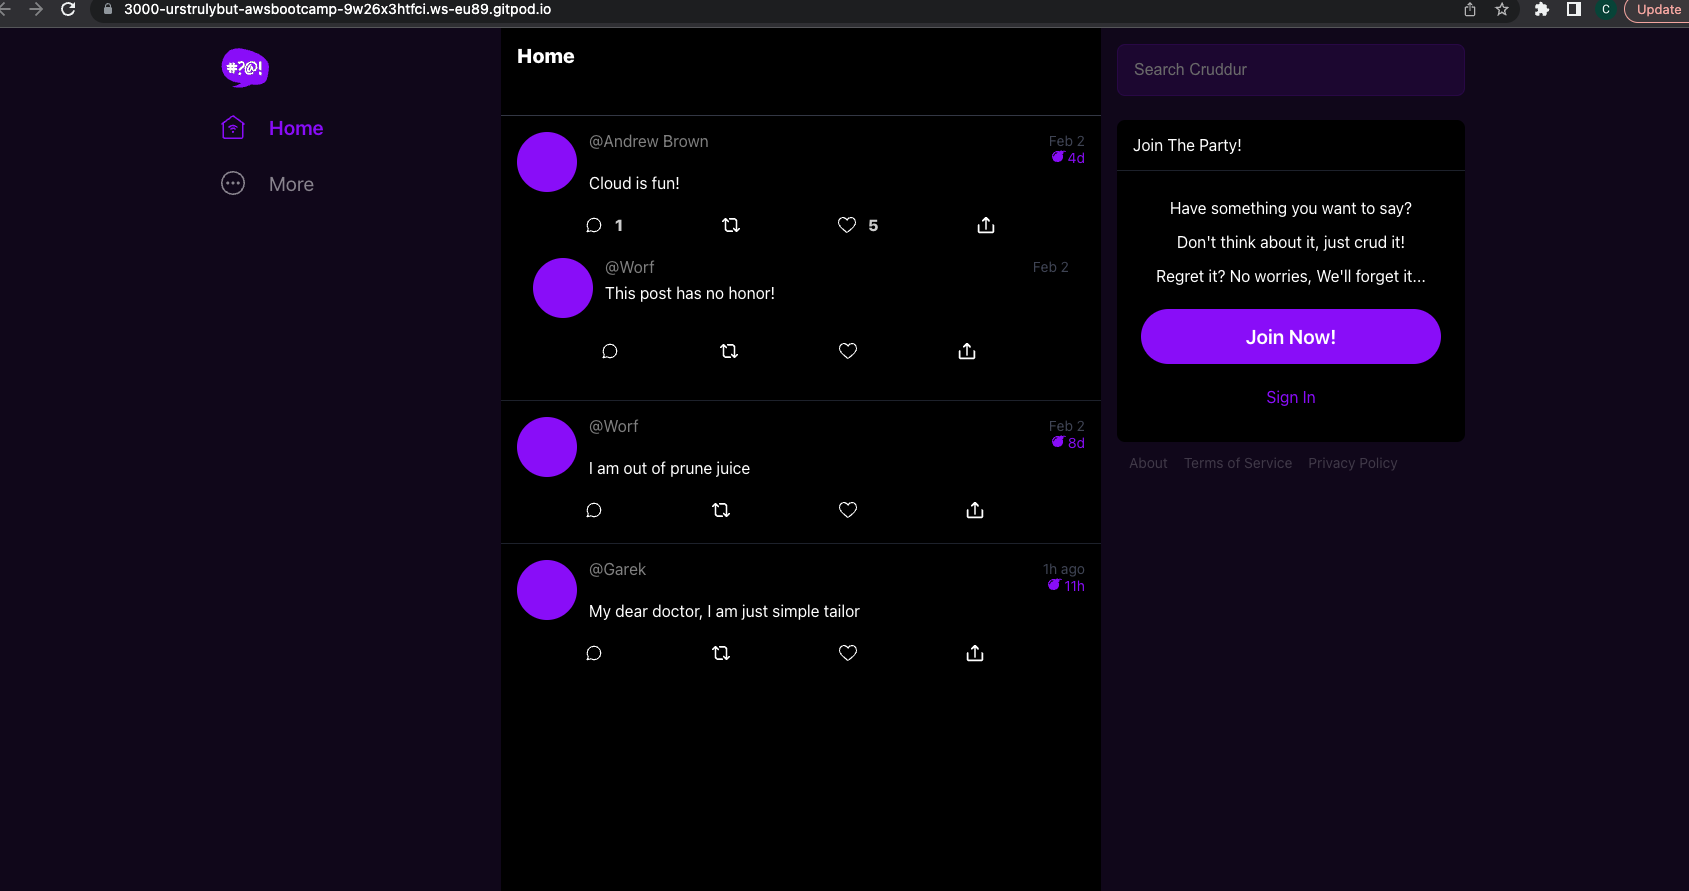 3000-urstrulybut-awsbootcamp-9w26x3htfci.ws-eu89.gitpod.io
C
Update
#?@!
Home
More
Home
@Andrew Brown
Feb 2
4d
Cloud is fun!
1
5
@Worf
Feb 2
This post has no honor!
@Worf
Feb 2
8d
I am out of prune juice
@Garek
1h ago
11h
My dear doctor, I am just simple tailor
Search Cruddur
Join The Party!
Have something you want to say?
Don't think about it, just crud it!
Regret it? No worries, We'll forget it...
Join Now!
Sign In
About Terms of Service Privacy Policy